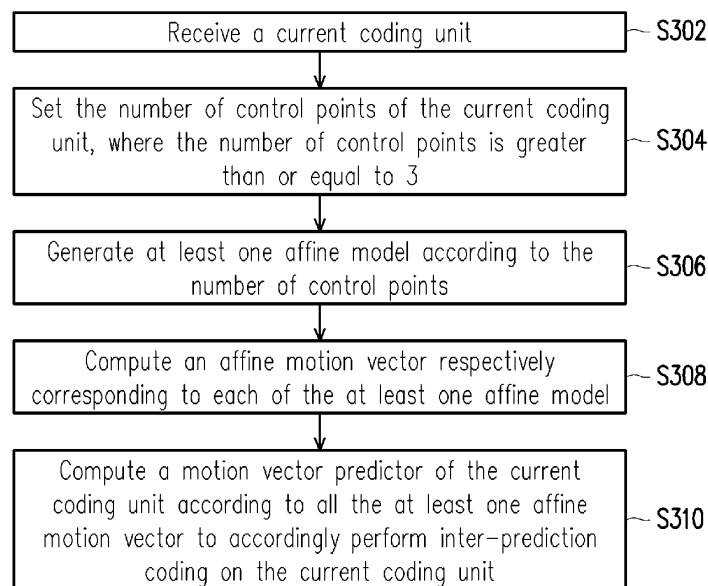 Receive a current coding unit
S302
Set the number of control points of the current coding
unit, where the number of control points is greater
than or equal to 3
S304
Generate at least one affine model according to the
number of control points
S306
Compute an affine motion vector respectively
corresponding to each of the at least one affine model
S308
Compute a motion vector predictor of the current
coding unit according to all the at least one affine
motion vector to accordingly perform inter-prediction
coding on the current coding unit
S310